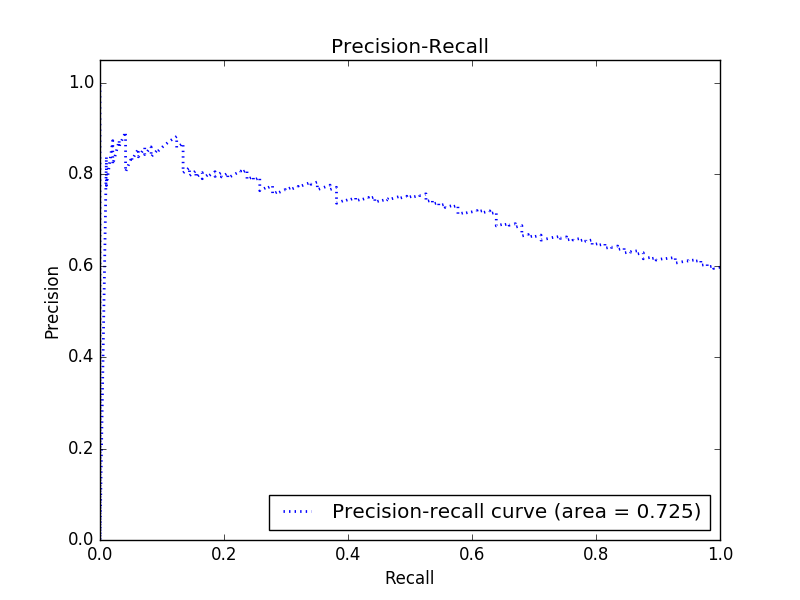 Precision-Recall
1.0
0.8
0.6
0.4
0.2
0.0
Precision
Precision-recall curve (area = 0.725)
0.0 0.2 0.4 0.6 0.8 1.0
Recall